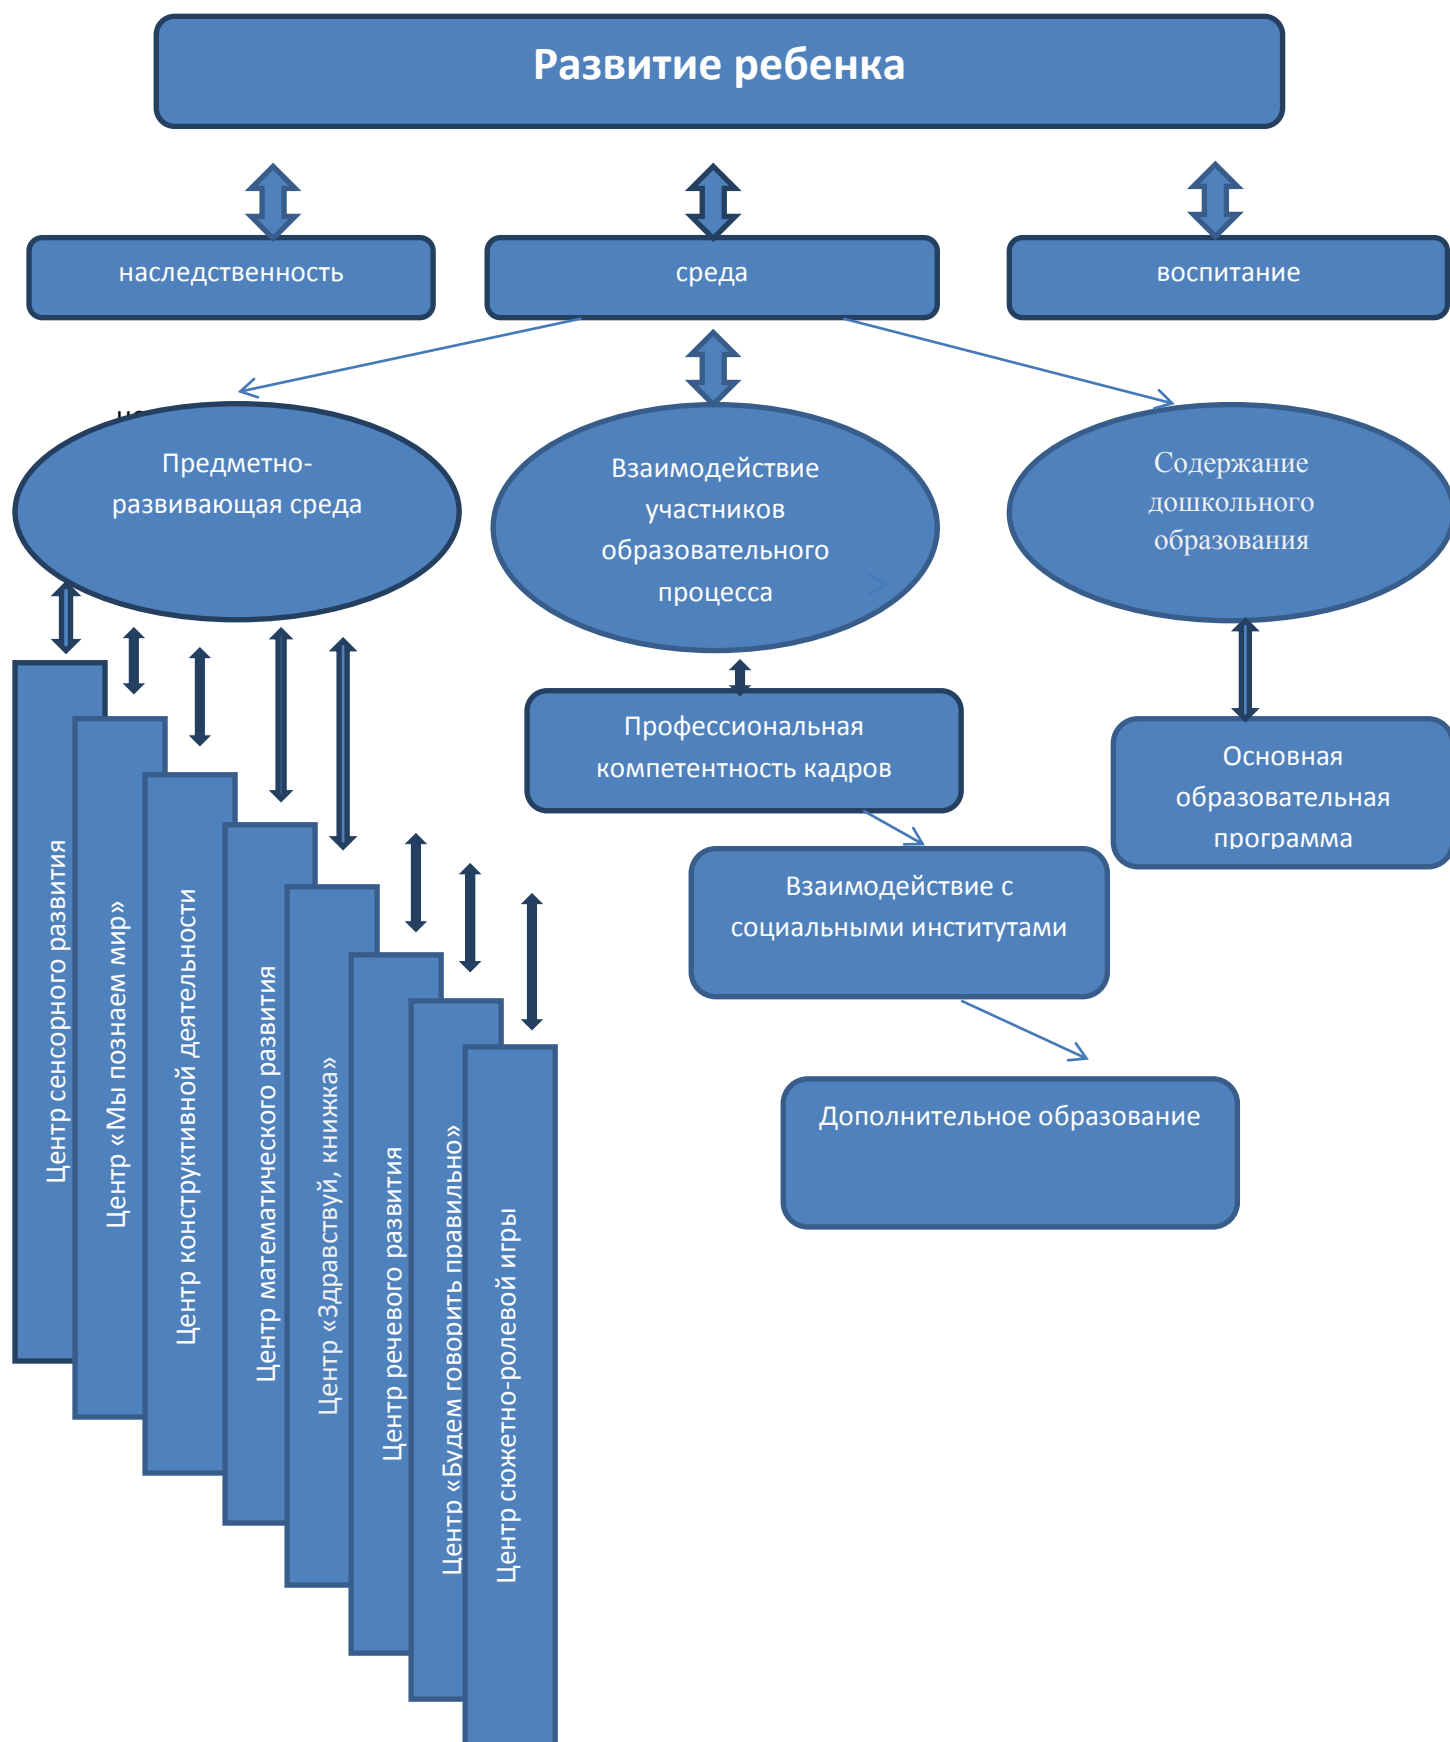 Развитие ребенка
наследственность
среда
воспитание
Предметно-
развивающая среда
Взаимодействие
участников
образовательного
процесса
Содержание
дошкольного
образования
Профессиональная
компетентность кадров
Основная
образовательная
программа
Взаимодействие с
социальными институтами
Дополнительное образование
Центр сенсорного развития
Центр «Мы познаем мир»
Центр конструктивной деятельности
Центр математического развития
Центр «Здравствуй, книжка»
Центр речевого развития
Центр «Будем говорить правильно»
Центр сюжетно-ролевой игры